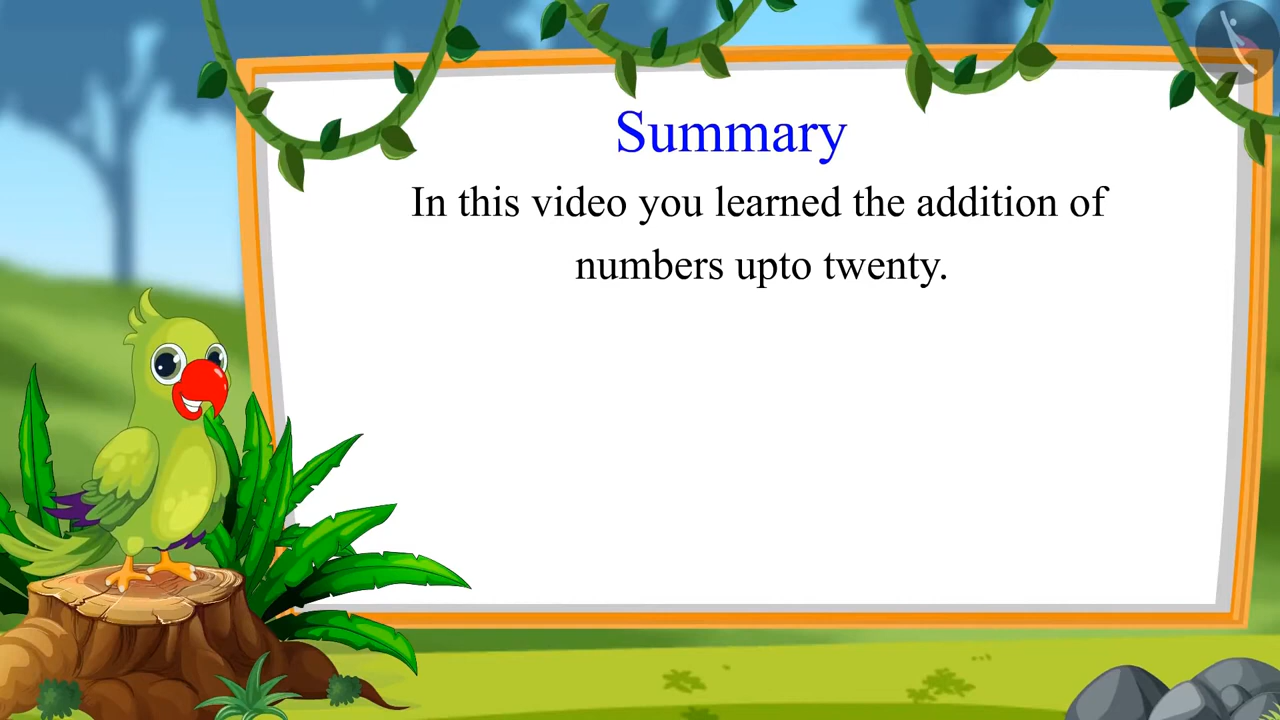 Summary
In this video you learned the addition of
numbers upto twenty.